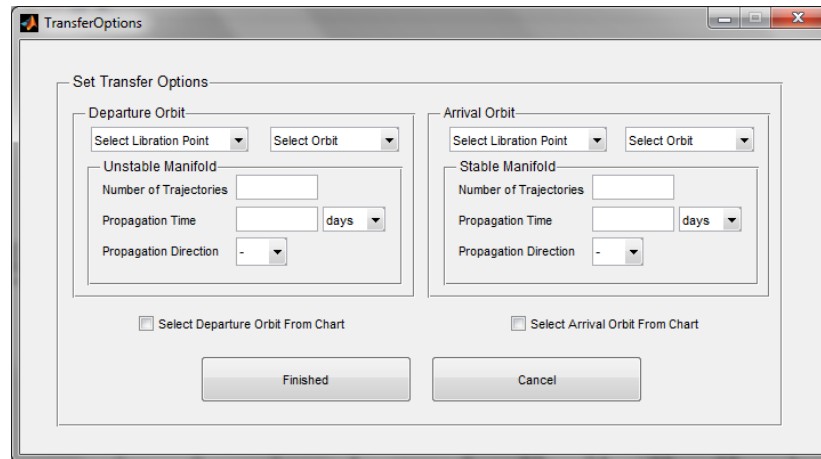 TransferOptions
Set Transfer Options
Departure Orbit
Select Libration Point
Select Orbit
Unstable Manifold
Number of Trajectories
Propagation Time
days
Propagation Direction
-
Select Departure Orbit From Chart
Arrival Orbit
Select Libration Point
Select Orbit
Stable Manifold
Number of Trajectories
Propagation Time
days
Propagation Direction
-
Select Arrival Orbit From Chart
Finished
Cancel